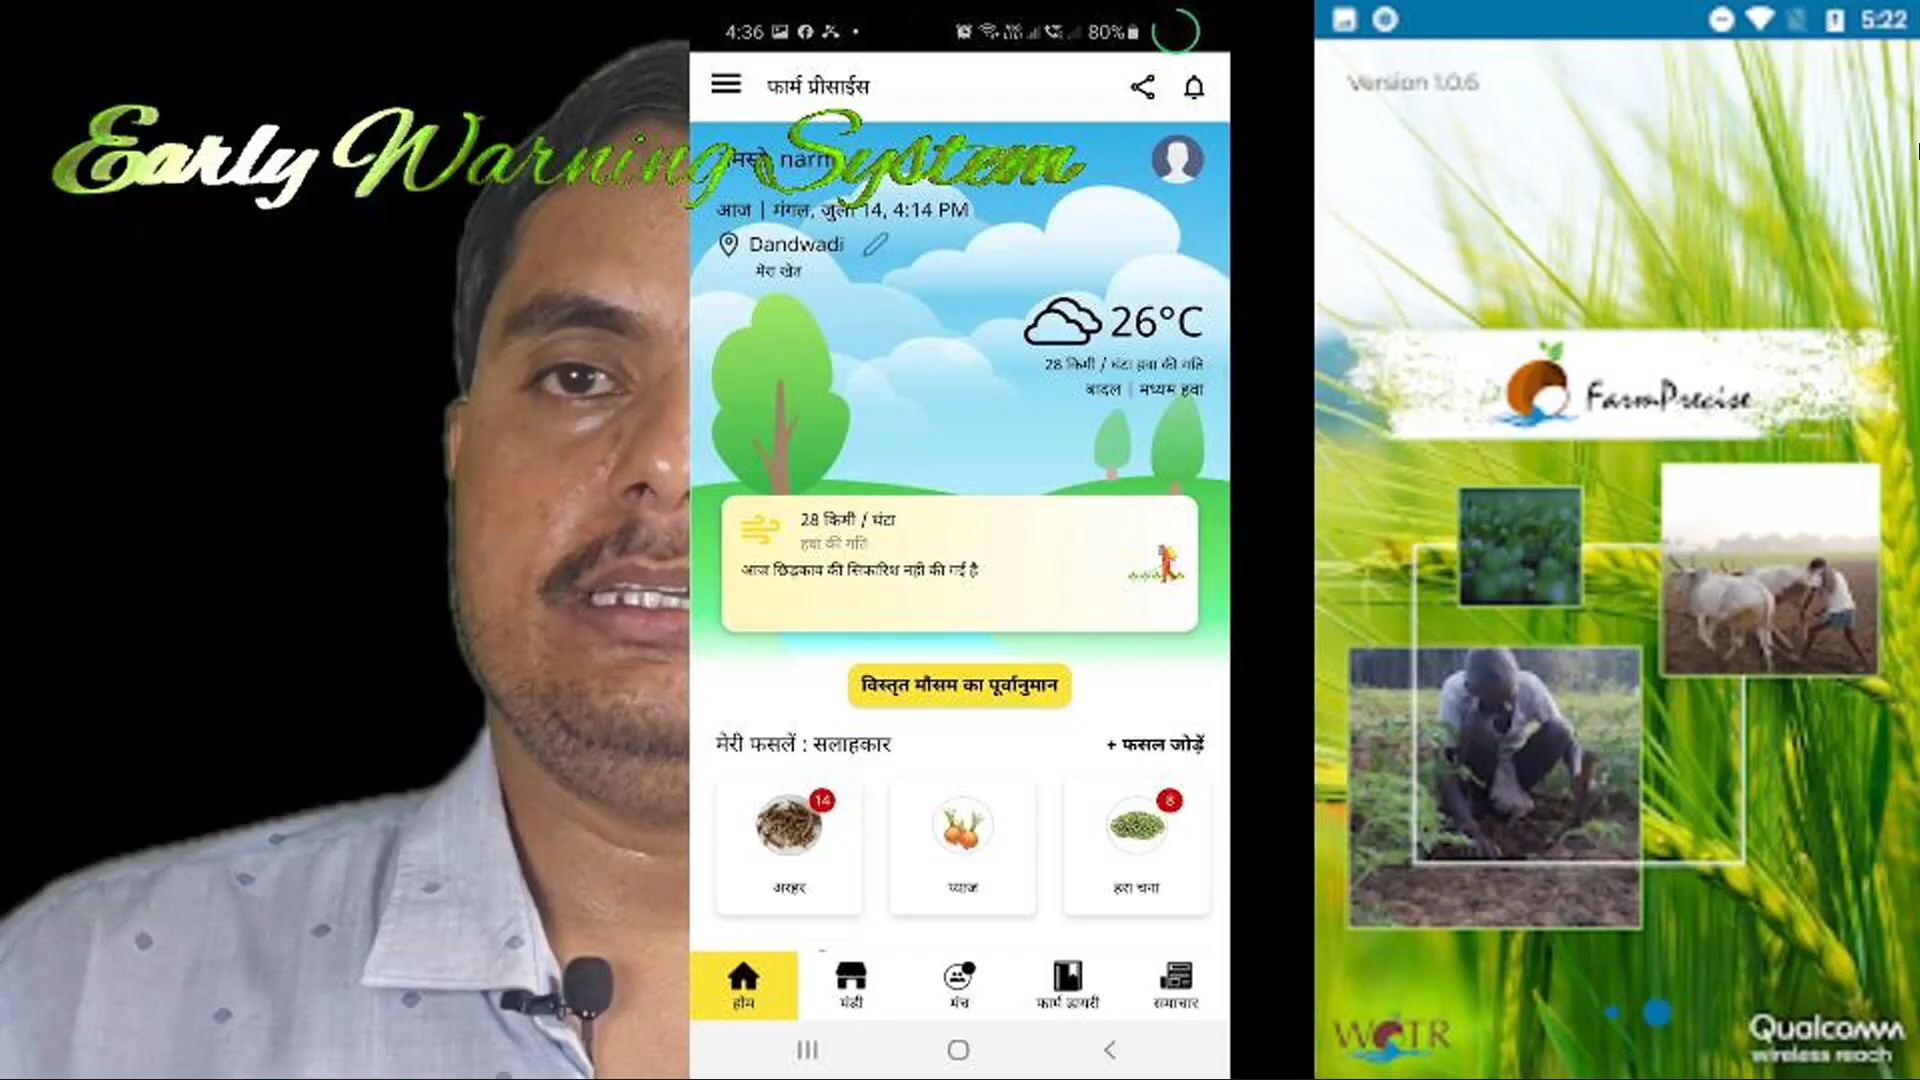 Early Warning System
4:36
80%
फार्म प्रीसाईस
आज | मंगल, जुला 14, 4:14 PM
Dandwadi
मेरा खेत
26°C
28 किमी / घंटा हवा की गति
बादल | मध्यम हवा
28 किमी / घंटा
हवा की गति
आज छिड़काव की सिफारिश नही की गई है
विस्तृत मौसम का पूर्वानुमान
मेरी फसलें : सलाहकार
+ फसल जोड़ें
14
8
अरहर
प्याज
हरा चना
होम
मंडी
मंच
फार्म डायरी
समाचार
5:22
Version 1.0.6
FarmPrecise
WOTR
Qualcomm
wireless reach